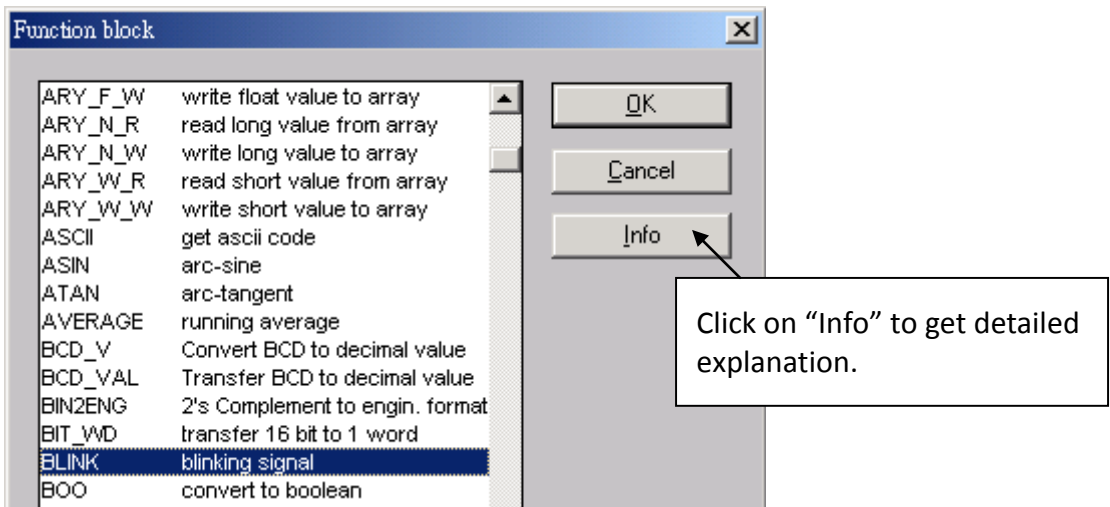 Function block
ARY_F_W write float value to array
ARY_N_R read long value from array
ARY_N_W write long value to array
ARY_W_R read short value from array
ARY_W_W write short value to array
ASCII get ascii code
ASIN arc-sine
ATAN arc-tangent
AVERAGE running average
BCD_V Convert BCD to decimal value
BCD_VAL Transfer BCD to decimal value
BIN2ENG 2's Complement to engin. format
BIT_WD transfer 16 bit to 1 word
BLINK blinking signal
BOO convert to boolean
OK
Cancel
Info
Click on “Info” to get detailed
explanation.